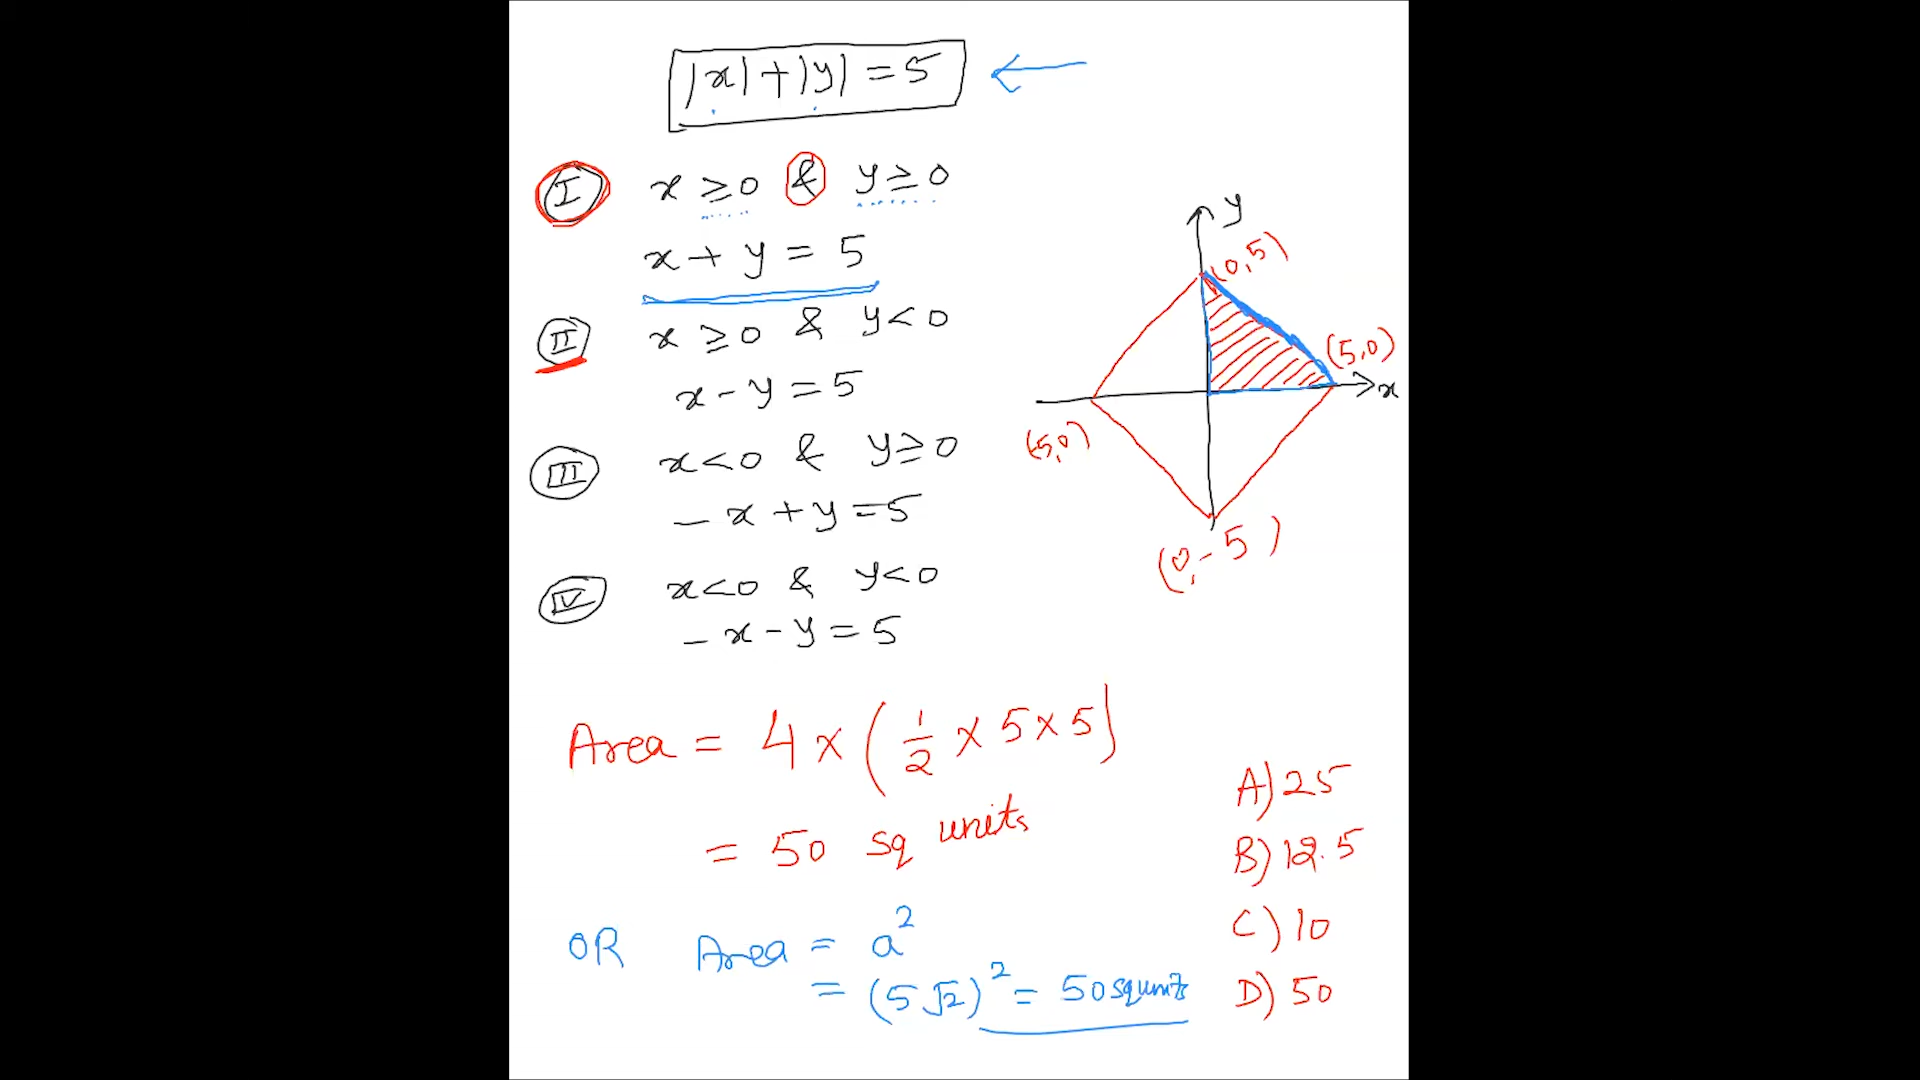 |x|+|y| = 5
I x ≥ 0 & y ≥ 0
x + y = 5
II x ≥ 0 & y < 0
x - y = 5
III x < 0 & y ≥ 0
- x + y = 5
IV x < 0 & y < 0
- x - y = 5
y
(0,5)
(5,0)
x
(-5,0)
(0,-5)
Area = 4 x (1/2 x 5 x 5)
= 50 sq units
OR Area = a²
= (5√2)² = 50 sq units
A) 25
B) 12.5
C) 10
D) 50